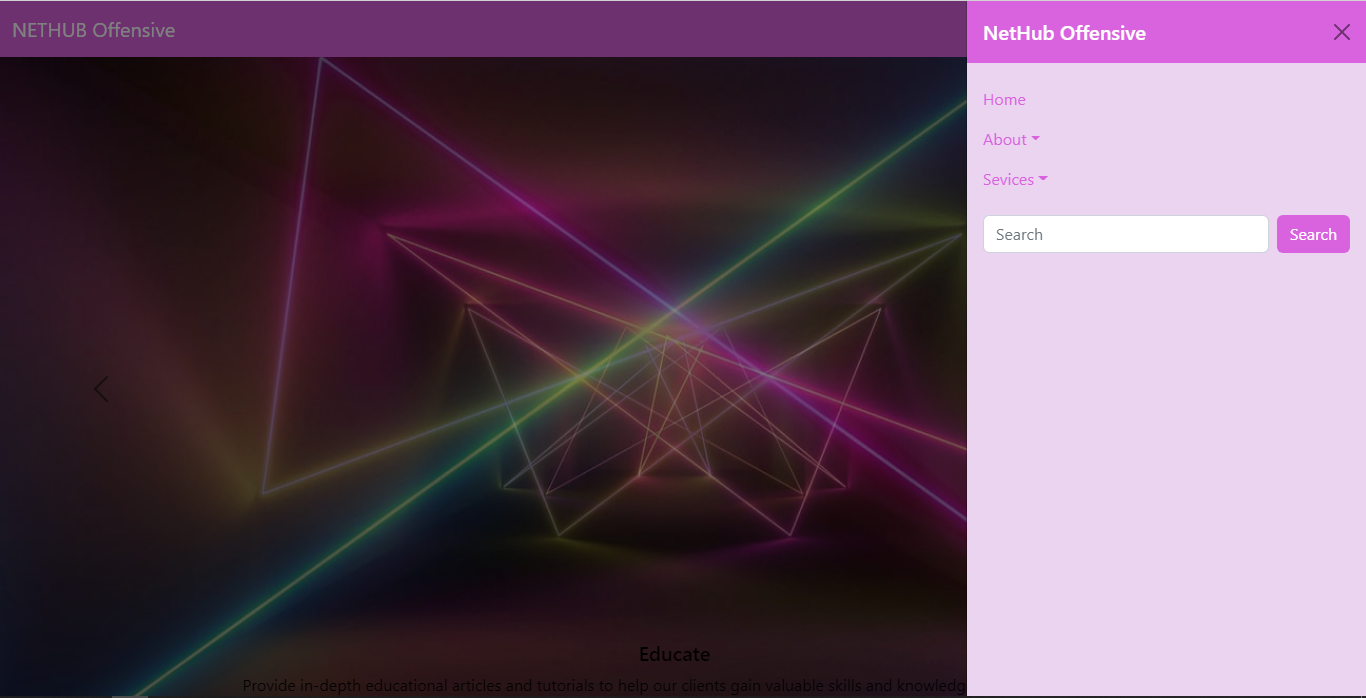 NETHUB Offensive
NetHub Offensive
Home
About
Sevices
Search
Search
Educate
Provide in-depth educational articles and tutorials to help our clients gain valuable skills and